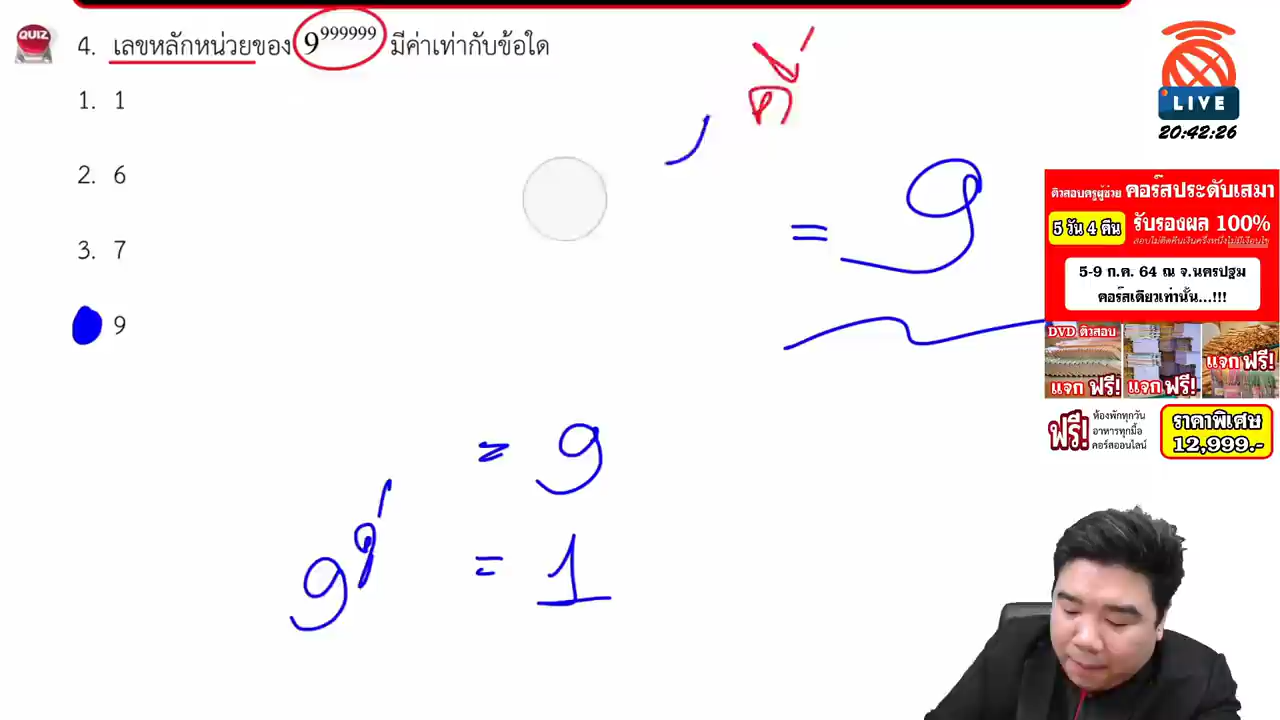 QUIZ
4. เลขหลักหน่วยของ 9^999999 มีค่าเท่ากับข้อใด
1. 1
2. 6
3. 7
9
= 9
= 9
= 1
LIVE
20:42:26
ติวสอบครูผู้ช่วย คอร์สประดับเสมา
5 วัน 4 คืน รับรองผล 100%
5-9 ก.ค. 64 ณ จ.นครปฐม
คอร์สเดียวเท่านั้น...!!!
DVD ติวสอบ
แจก ฟรี! แจก ฟรี! แจก ฟรี!
ฟรี! ห้องพักทุกวัน
อาหารทุกมื้อ
คอร์สออนไลน์
ราคาพิเศษ
12,999.-